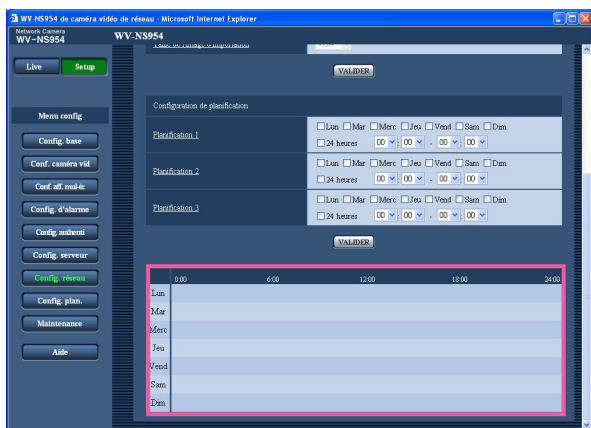 WV-NS954 de caméra vidéo de réseau - Microsoft Internet Explorer
Network Camera
WV-NS954
WV-NS954
Live
Setup
Taille de l'image d'importation
VALIDER
Menu config
Config. base
Conf. caméra vid
Conf. aff. mul-éc
Config. d'alarme
Config. authenti
Config. serveur
Config. réseau
Config. plan.
Maintenance
Aide
Configuration de planification
Planification 1
Lun Mar Merc Jeu Vend Sam Dim
24 heures 00 : 00 - 00 : 00
Planification 2
Lun Mar Merc Jeu Vend Sam Dim
24 heures 00 : 00 - 00 : 00
Planification 3
Lun Mar Merc Jeu Vend Sam Dim
24 heures 00 : 00 - 00 : 00
VALIDER
0:00 6:00 12:00 18:00 24:00
Lun
Mar
Merc
Jeu
Vend
Sam
Dim